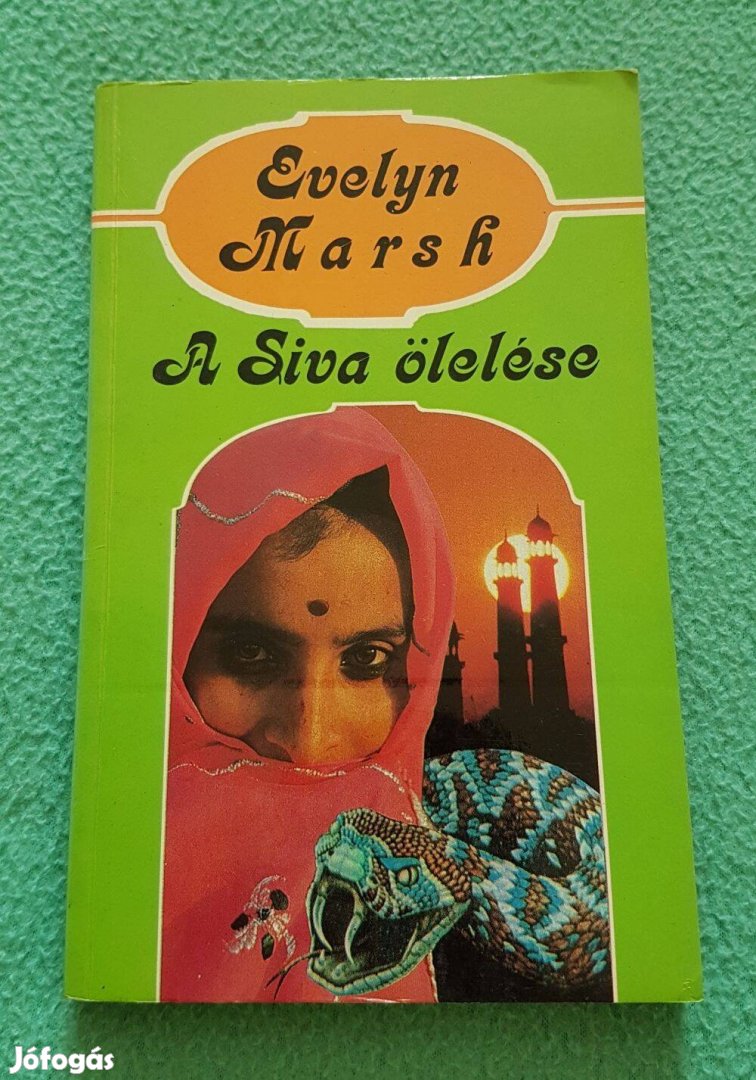 Evelyn
Marsh
A Siva ölelése
Jófogás